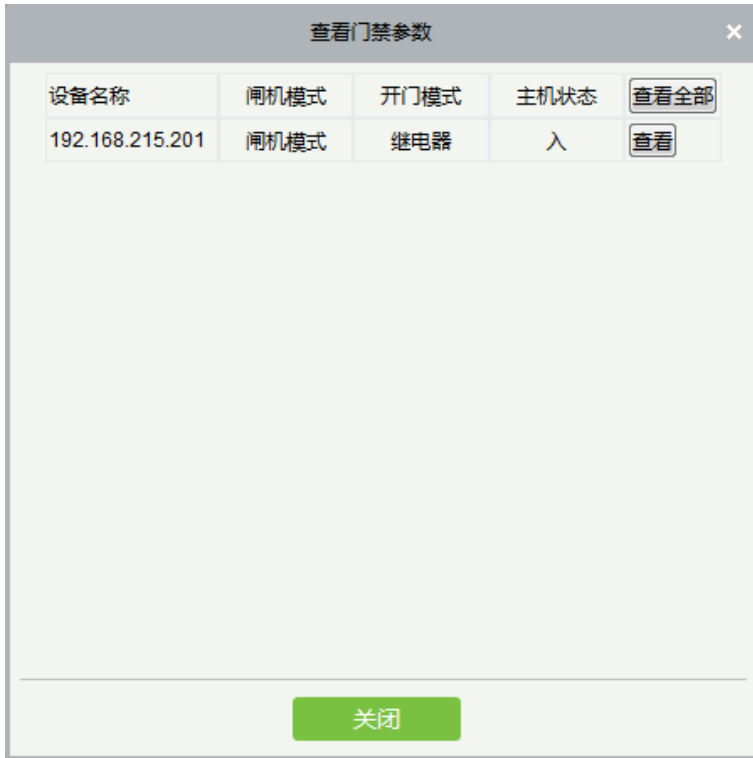 查看门禁参数 ×
设备名称 闸机模式 开门模式 主机状态 查看全部
192.168.215.201 闸机模式 继电器 入 查看
关闭